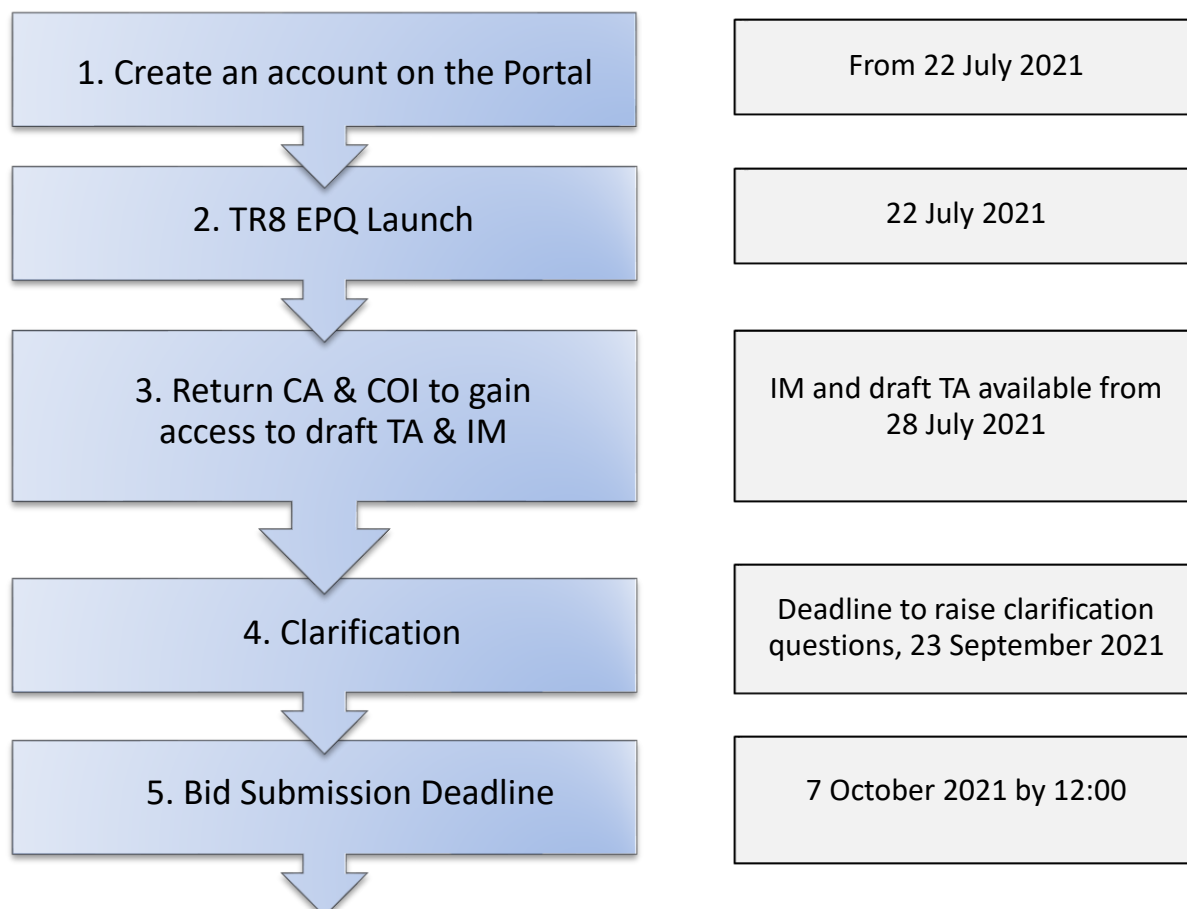 1. Create an account on the Portal
From 22 July 2021
2. TR8 EPQ Launch
22 July 2021
3. Return CA & COI to gain
access to draft TA & IM
IM and draft TA available from
28 July 2021
4. Clarification
Deadline to raise clarification
questions, 23 September 2021
5. Bid Submission Deadline
7 October 2021 by 12:00